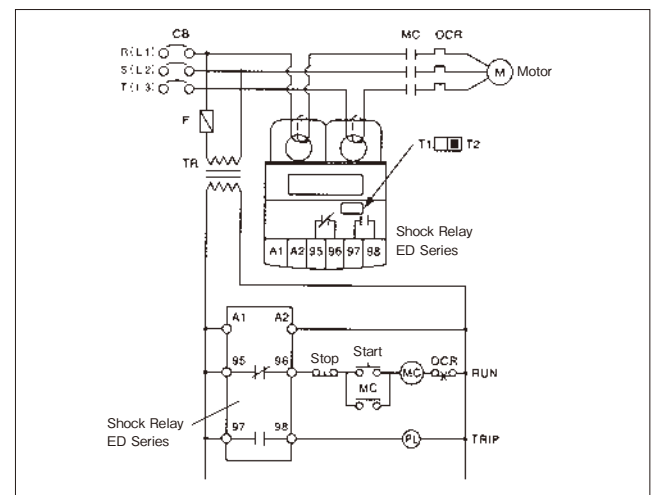 CB
MC OCR
R(L1)
S(L2)
T(L3)
M Motor
F
T1 T2
TR
Shock Relay
ED Series
A1 A2 95 96 97 98
A1 A2
95 96 Stop Start MC OCR RUN
MC
Shock Relay
ED Series
97 98 PL TRIP